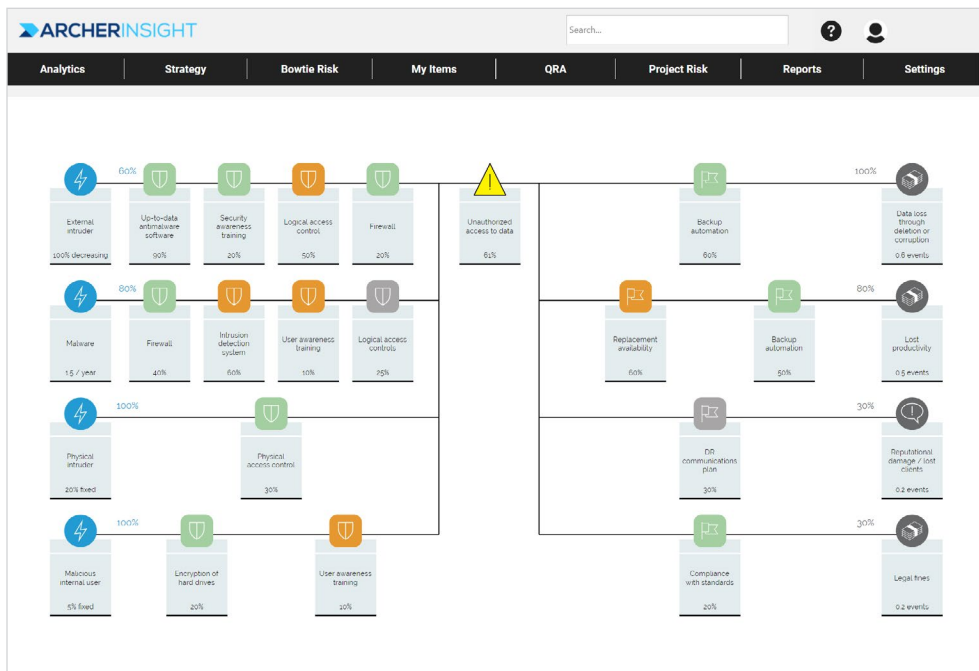 ARCHERINSIGHT
Search...
?
Analytics
Strategy
Bowtie Risk
My Items
QRA
Project Risk
Reports
Settings
60%
100%
External
intruder
100% decreasing
Up-to-data
antimalware
software
90%
Security
awareness
training
20%
Logical access
control
50%
Firewall
20%
Unauthorized
access to data
61%
Backup
automation
60%
Data loss
through
deletion or
corruption
0.6 events
80%
80%
Malware
1.5 / year
Firewall
40%
Intrusion
detection
system
60%
User awareness
training
10%
Logical access
controls
25%
Replacement
availability
60%
Backup
automation
50%
Lost
productivity
0.5 events
100%
30%
Physical
intruder
20% fixed
Physical
access control
30%
DR
communications
plan
30%
Reputational
damage / lost
clients
0.2 events
100%
30%
Malicious
internal user
5% fixed
Encryption of
hard drives
20%
User awareness
training
10%
Compliance
with standards
20%
Legal fines
0.2 events